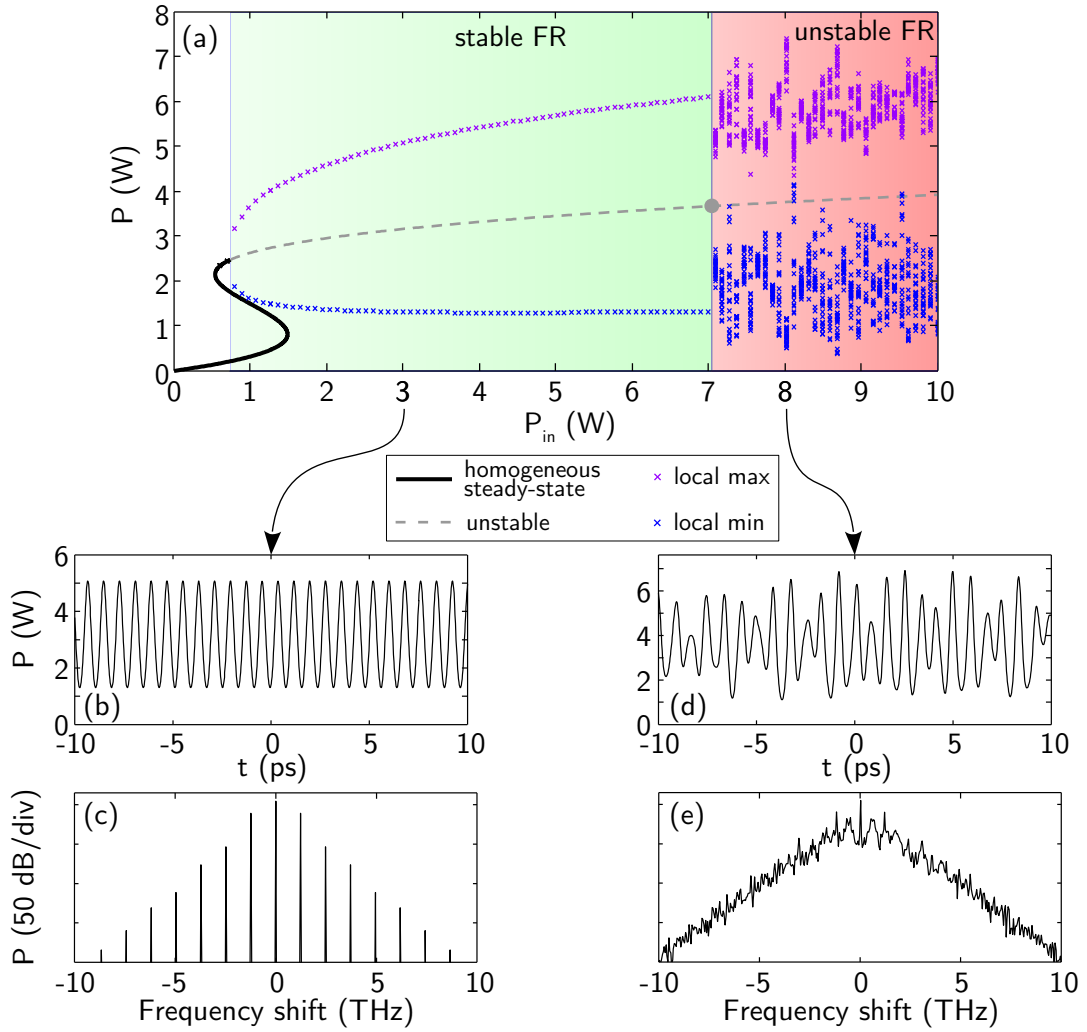 (a)
stable FR
unstable FR
P (W)
8
7
6
5
4
3
2
1
0
0 1 2 3 4 5 6 7 8 9 10
P_in (W)
homogeneous
steady-state
unstable
local max
local min
P (W)
6
4
2
0
(b)
-10 -5 0 5 10
t (ps)
6
4
2
0
(d)
-10 -5 0 5 10
t (ps)
P (50 dB/div)
(c)
-10 -5 0 5 10
Frequency shift (THz)
(e)
-10 -5 0 5 10
Frequency shift (THz)